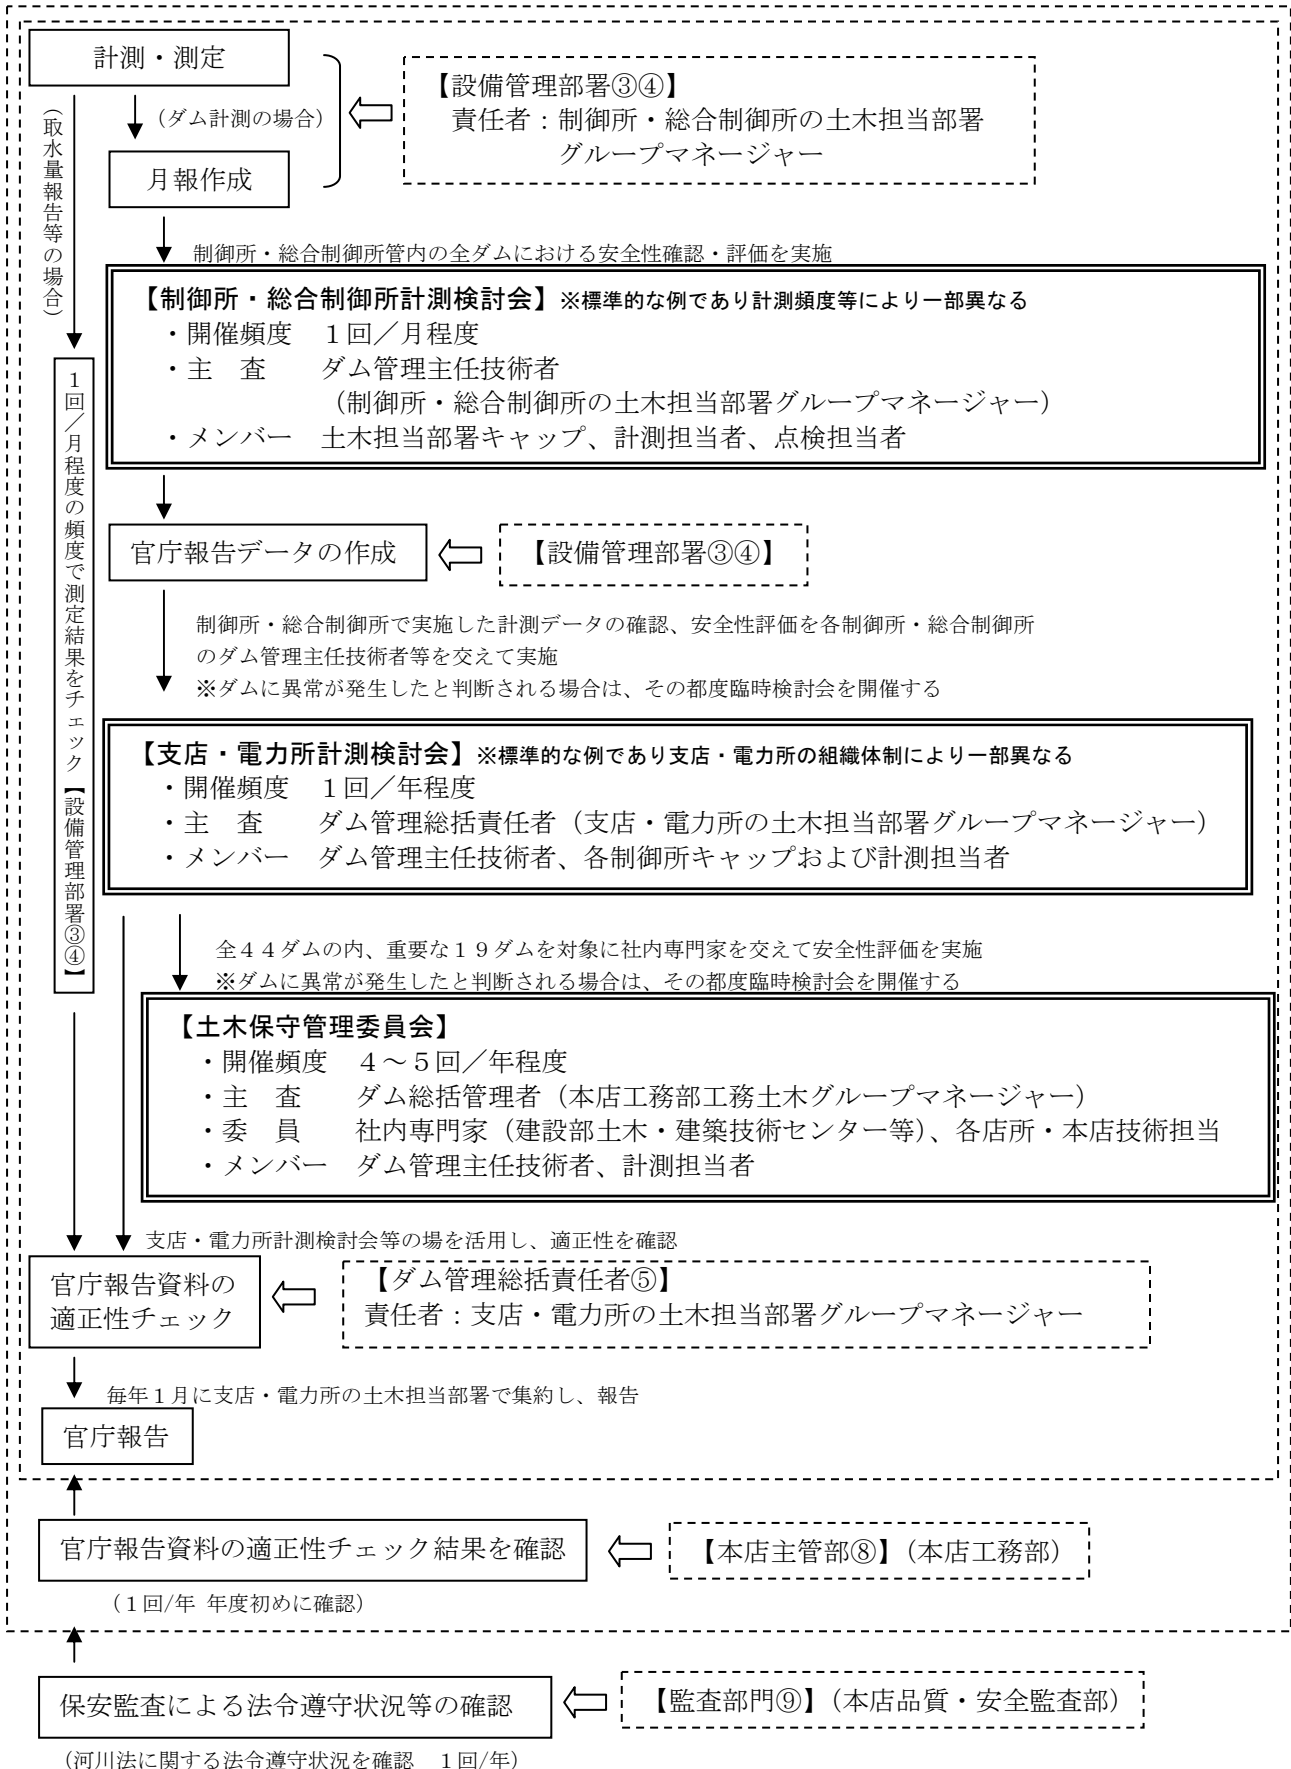 計測・測定
(ダム計測の場合)
月報作成
【設備管理部署③④】
責任者：制御所・総合制御所の土木担当部署
グループマネージャー
(取水量報告等の場合)
制御所・総合制御所管内の全ダムにおける安全性確認・評価を実施
【制御所・総合制御所計測検討会】※標準的な例であり計測頻度等により一部異なる
・開催頻度　１回／月程度
・主　査　　ダム管理主任技術者
（制御所・総合制御所の土木担当部署グループマネージャー）
・メンバー　土木担当部署キャップ、計測担当者、点検担当者
１回／月程度の頻度で測定結果をチェック【設備管理部署③④】
官庁報告データの作成
【設備管理部署③④】
制御所・総合制御所で実施した計測データの確認、安全性評価を各制御所・総合制御所
のダム管理主任技術者等を交えて実施
※ダムに異常が発生したと判断される場合は、その都度臨時検討会を開催する
【支店・電力所計測検討会】※標準的な例であり支店・電力所の組織体制により一部異なる
・開催頻度　１回／年程度
・主　査　　ダム管理総括責任者（支店・電力所の土木担当部署グループマネージャー）
・メンバー　ダム管理主任技術者、各制御所キャップおよび計測担当者
全４４ダムの内、重要な１９ダムを対象に社内専門家を交えて安全性評価を実施
※ダムに異常が発生したと判断される場合は、その都度臨時検討会を開催する
【土木保守管理委員会】
・開催頻度　４～５回／年程度
・主　査　　ダム総括管理者（本店工務部工務土木グループマネージャー）
・委　員　　社内専門家（建設部土木・建築技術センター等）、各店所・本店技術担当
・メンバー　ダム管理主任技術者、計測担当者
支店・電力所計測検討会等の場を活用し、適正性を確認
官庁報告資料の
適正性チェック
【ダム管理総括責任者⑤】
責任者：支店・電力所の土木担当部署グループマネージャー
毎年１月に支店・電力所の土木担当部署で集約し、報告
官庁報告
官庁報告資料の適正性チェック結果を確認
【本店主管部⑧】（本店工務部）
（１回/年 年度初めに確認）
保安監査による法令遵守状況等の確認
【監査部門⑨】（本店品質・安全監査部）
（河川法に関する法令遵守状況を確認　１回/年）